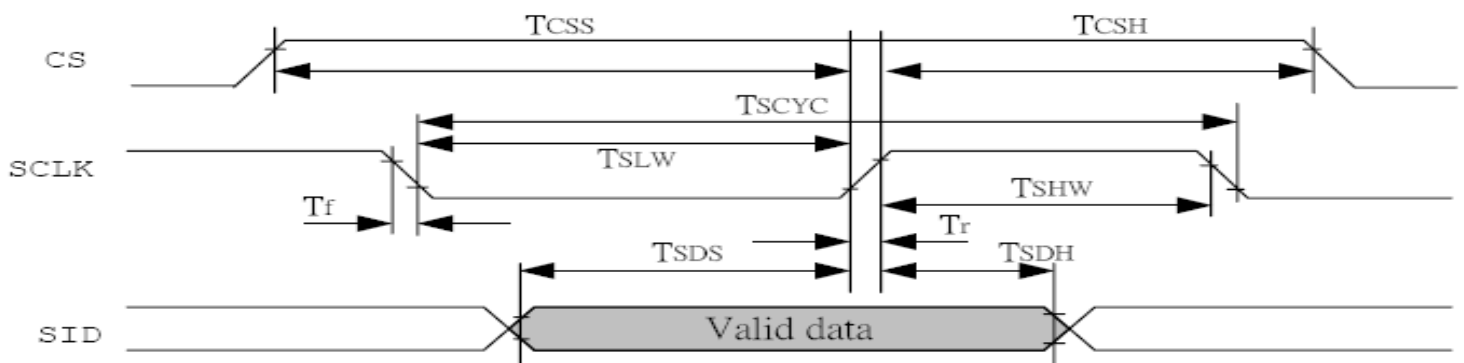 TCSS TCSH
CS
TSCYC
SCLK TSLW
TSHW
Tf Tr
TSDS TSDH
SID Valid data